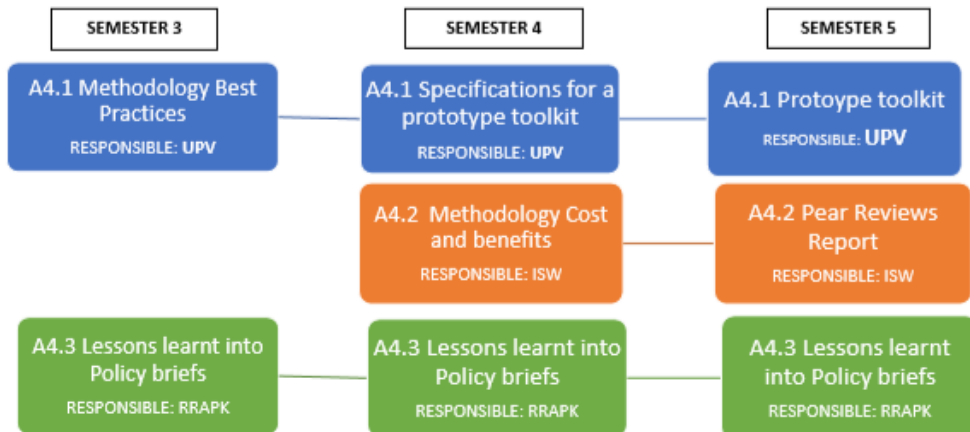 SEMESTER 3
SEMESTER 4
SEMESTER 5
A4.1 Methodology Best
Practices
RESPONSIBLE: UPV
A4.1 Specifications for a
prototype toolkit
RESPONSIBLE: UPV
A4.1 Protoype toolkit
RESPONSIBLE: UPV
A4.2 Methodology Cost
and benefits
RESPONSIBLE: ISW
A4.2 Pear Reviews
Report
RESPONSIBLE: ISW
A4.3 Lessons learnt into
Policy briefs
RESPONSIBLE: RRAPK
A4.3 Lessons learnt into
Policy briefs
RESPONSIBLE: RRAPK
A4.3 Lessons learnt
into Policy briefs
RESPONSIBLE: RRAPK